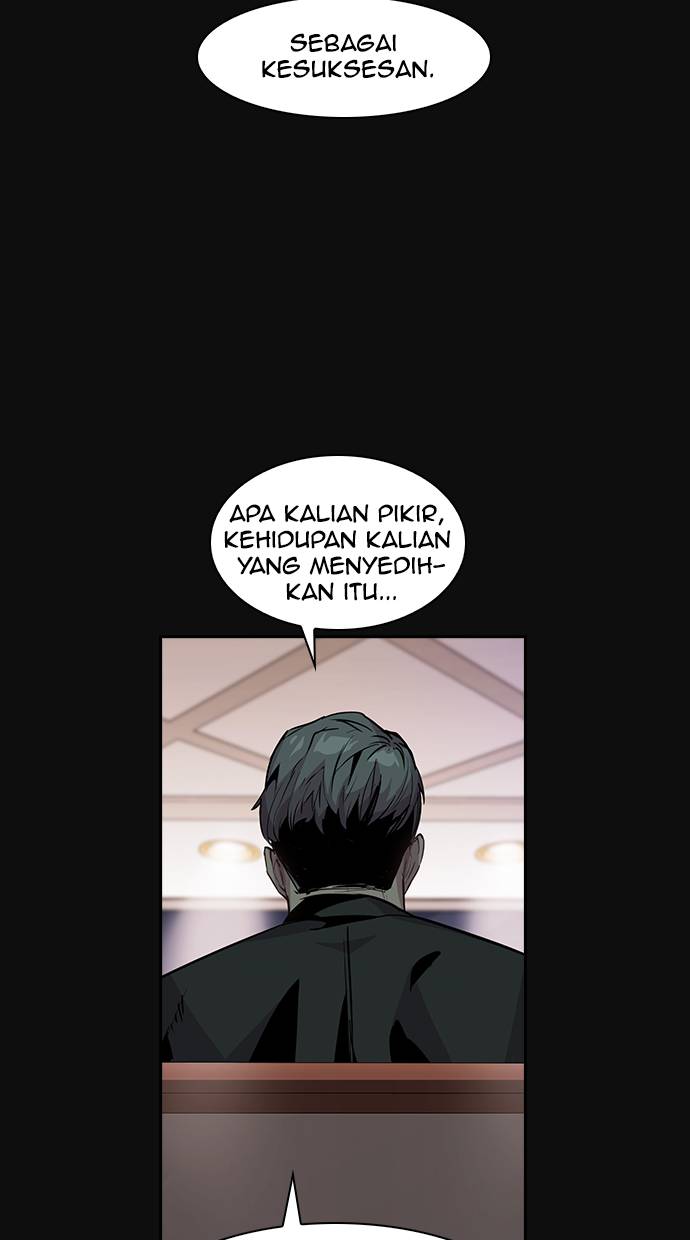 SEBAGAI
KESUKSESAN.
APA KALIAN PIKIR,
KEHIDUPAN KALIAN
YANG MENYEDIH-
KAN ITU...